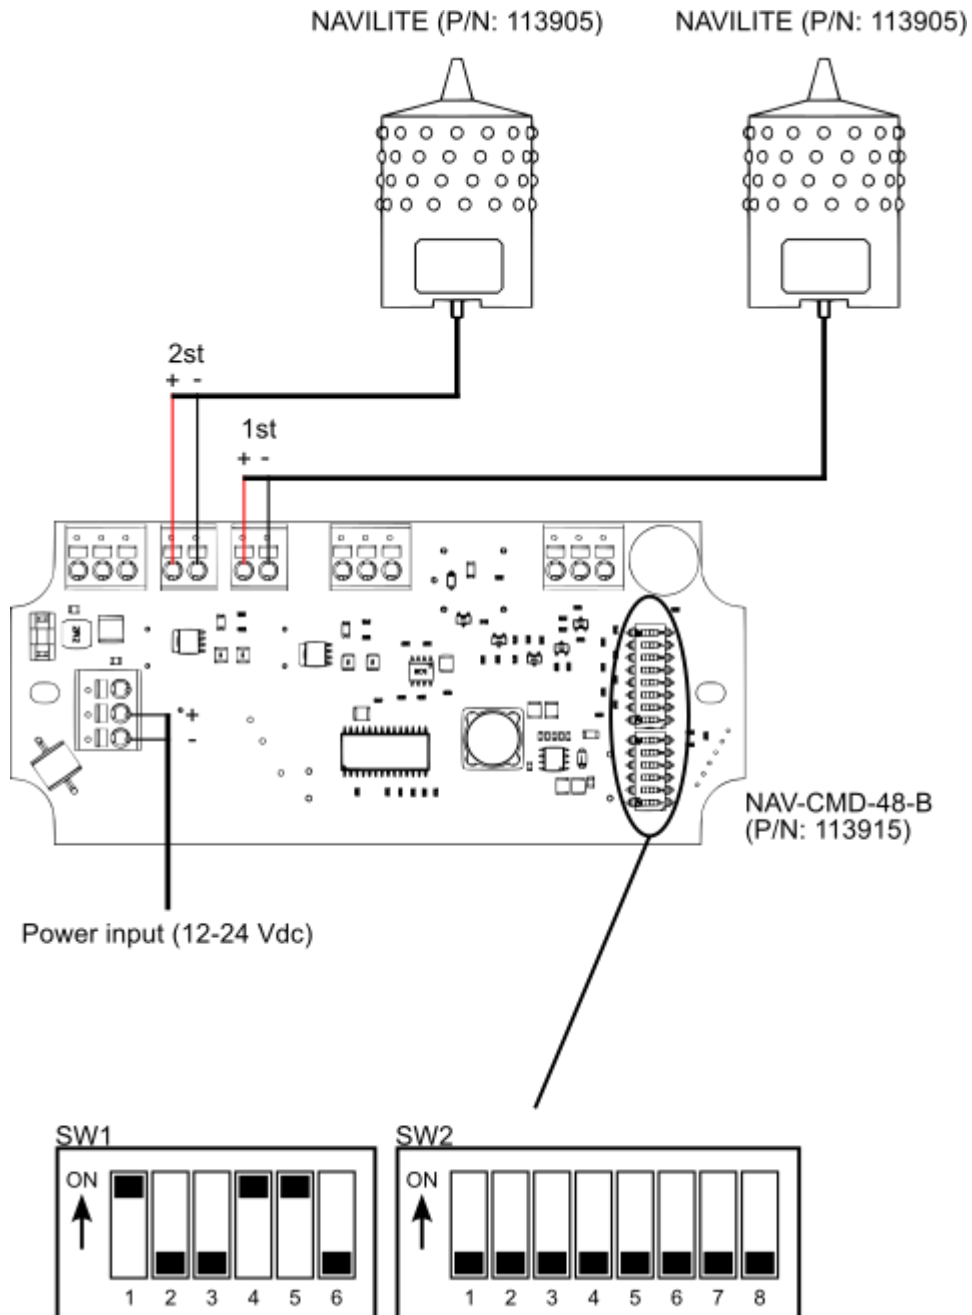 NAVILITE (P/N: 113905)
NAVILITE (P/N: 113905)
2st
+ -
1st
+ -
+
-
NAV-CMD-48-B
(P/N: 113915)
Power input (12-24 Vdc)
SW1
ON
1 2 3 4 5 6
SW2
ON
1 2 3 4 5 6 7 8